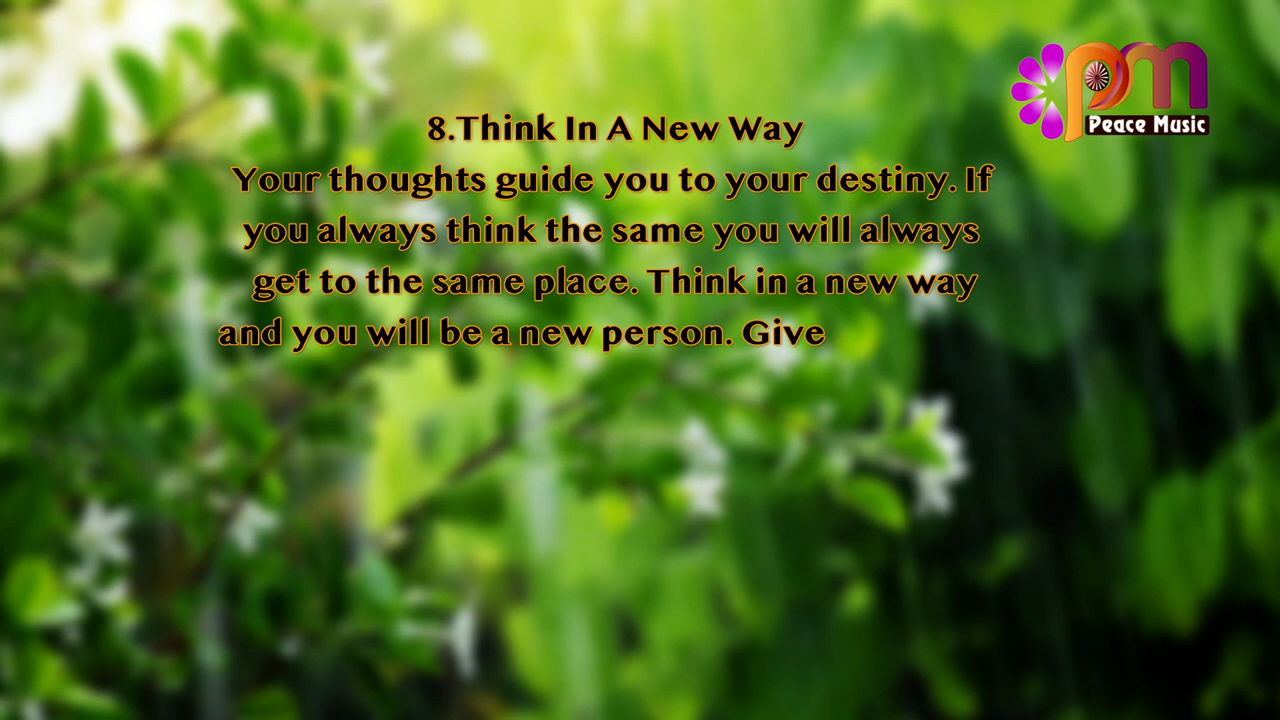 pm
Peace Music
8.Think In A New Way
Your thoughts guide you to your destiny. If
you always think the same you will always
get to the same place. Think in a new way
and you will be a new person. Give